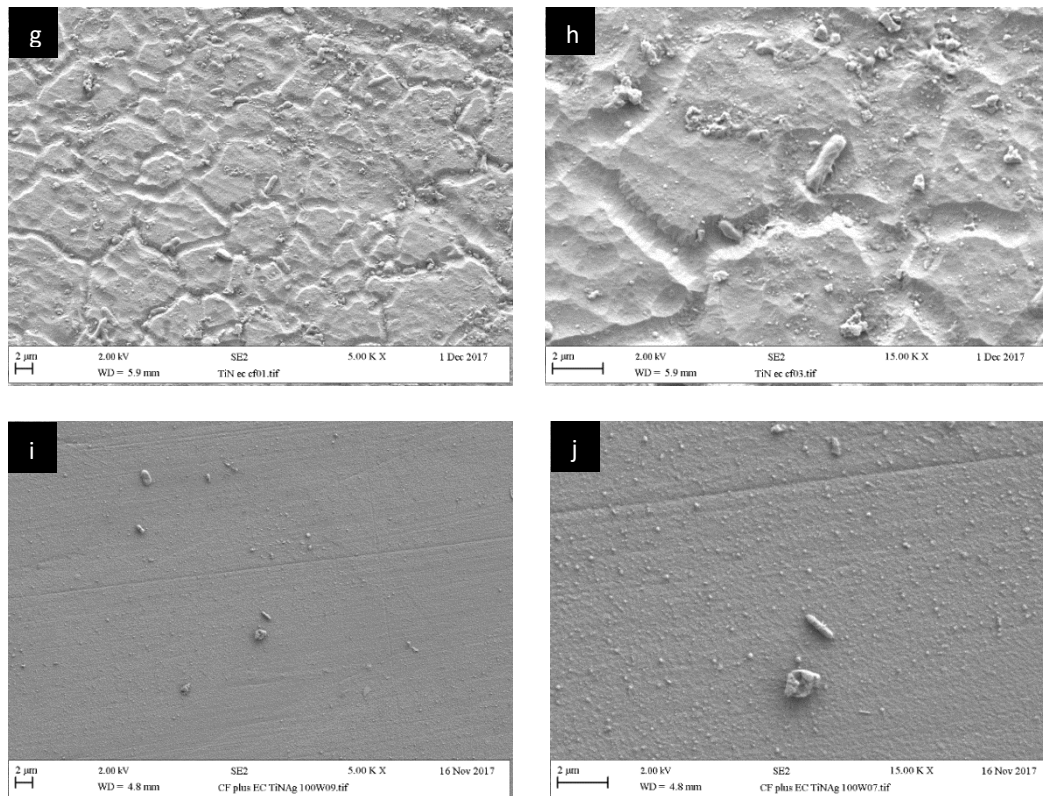 g
2 µm 2.00 kV SE2 5.00 K X 1 Dec 2017
WD = 5.9 mm TiN ec cf01.tif
h
2 µm 2.00 kV SE2 15.00 K X 1 Dec 2017
WD = 5.9 mm TiN ec cf03.tif
i
2 µm 2.00 kV SE2 5.00 K X 16 Nov 2017
WD = 4.8 mm CF plus EC TiNAg 100W09.tif
j
2 µm 2.00 kV SE2 15.00 K X 16 Nov 2017
WD = 4.8 mm CF plus EC TiNAg 100W07.tif